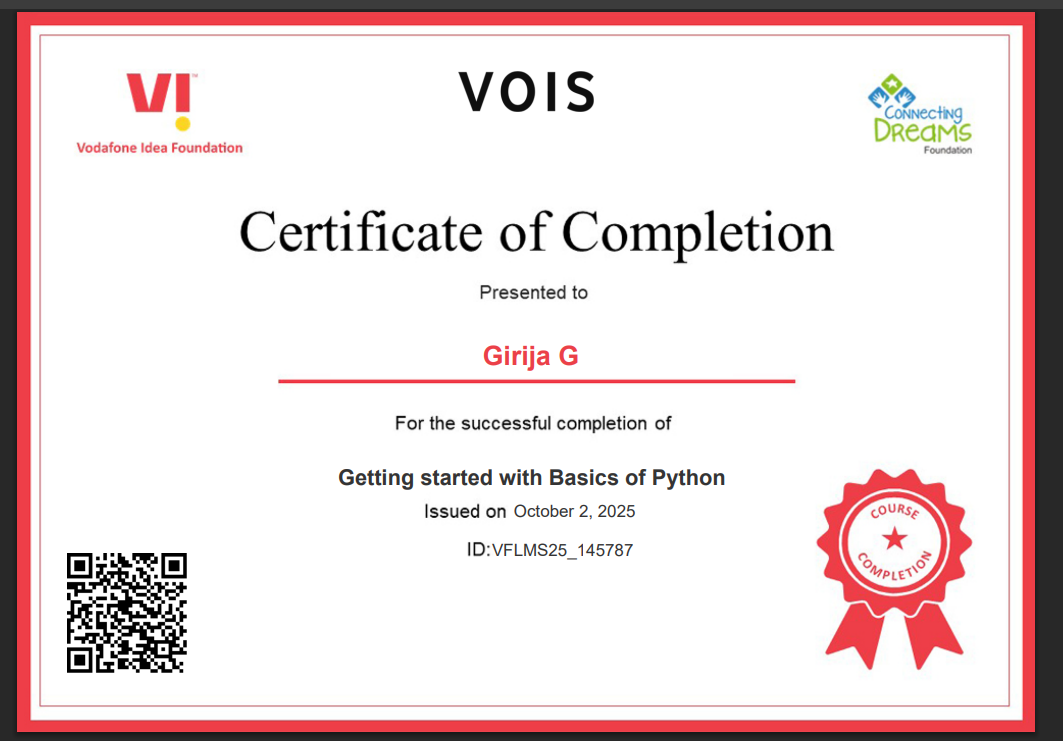 VI
Vodafone Idea Foundation
VOIS
Connecting
Dreams
Foundation
Certificate of Completion
Presented to
Girija G
For the successful completion of
Getting started with Basics of Python
Issued on October 2, 2025
ID:VFLMS25_145787
COURSE
COMPLETION